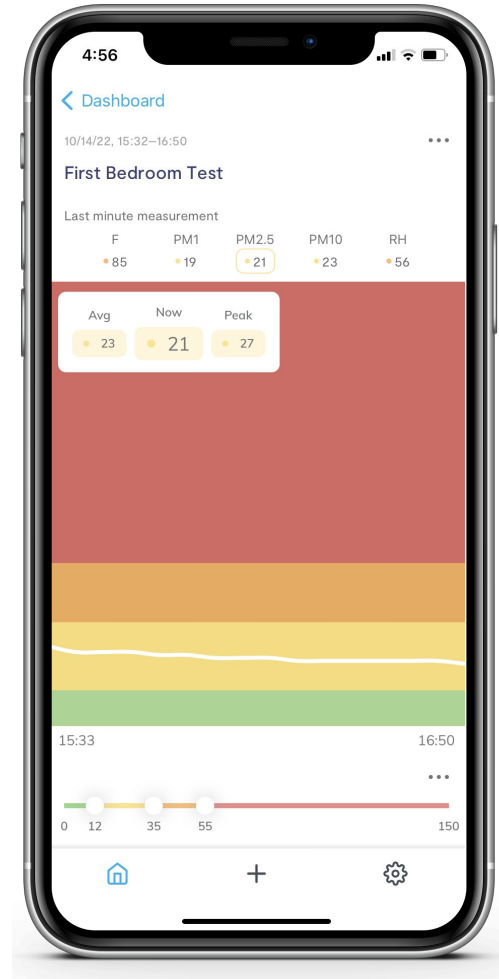 4:56
Dashboard
10/14/22, 15:32–16:50
First Bedroom Test
Last minute measurement
F PM1 PM2.5 PM10 RH
85 19 21 23 56
Avg Now Peak
23 21 27
15:33 16:50
0 12 35 55 150